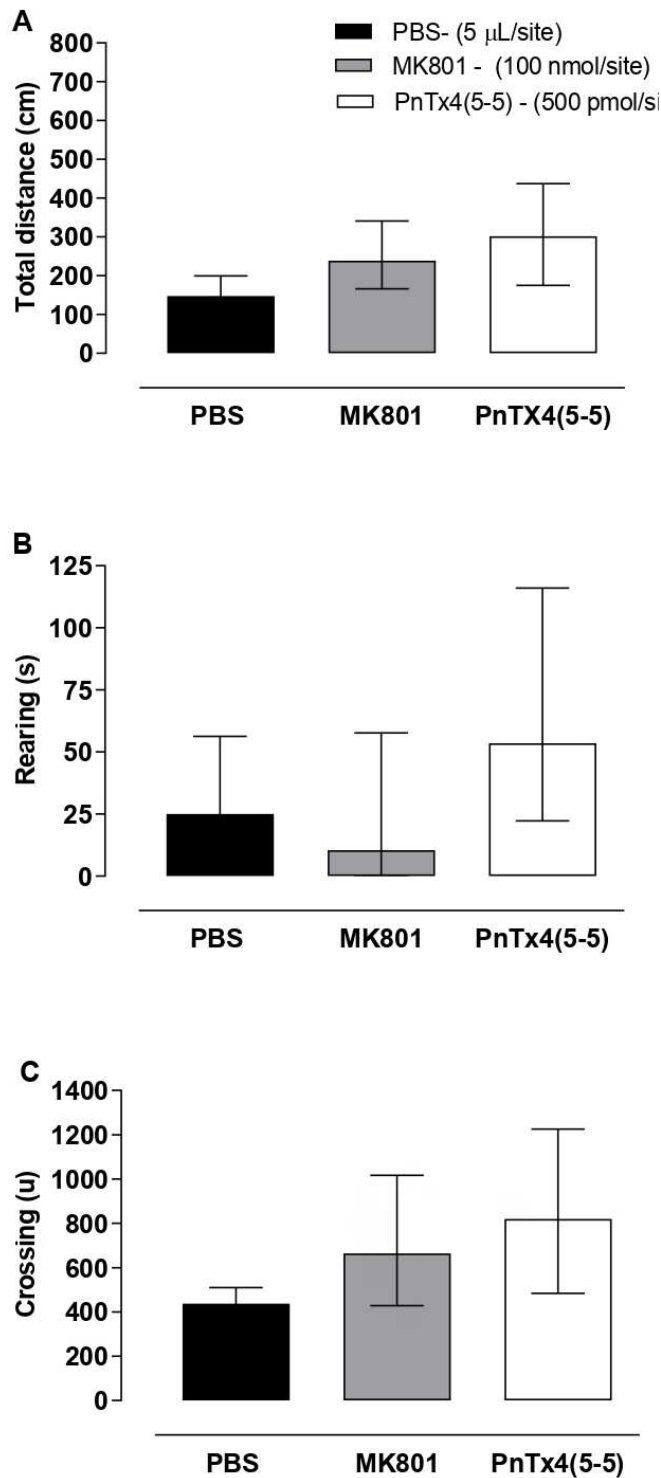 A
PBS- (5 μL/site)
MK801 - (100 nmol/site)
PnTx4(5-5) - (500 pmol/si
Total distance (cm)
800
700
600
500
400
300
200
100
0
PBS MK801 PnTX4(5-5)
B
Rearing (s)
125
100
75
50
25
0
PBS MK801 PnTx4(5-5)
C
Crossing (u)
1400
1200
1000
800
600
400
200
0
PBS MK801 PnTx4(5-5)